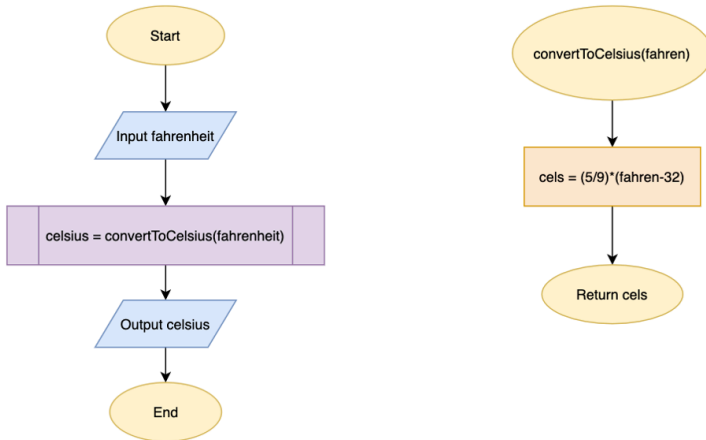 Start
Input fahrenheit
celsius = convertToCelsius(fahrenheit)
Output celsius
End
convertToCelsius(fahren)
cels = (5/9)*(fahren-32)
Return cels